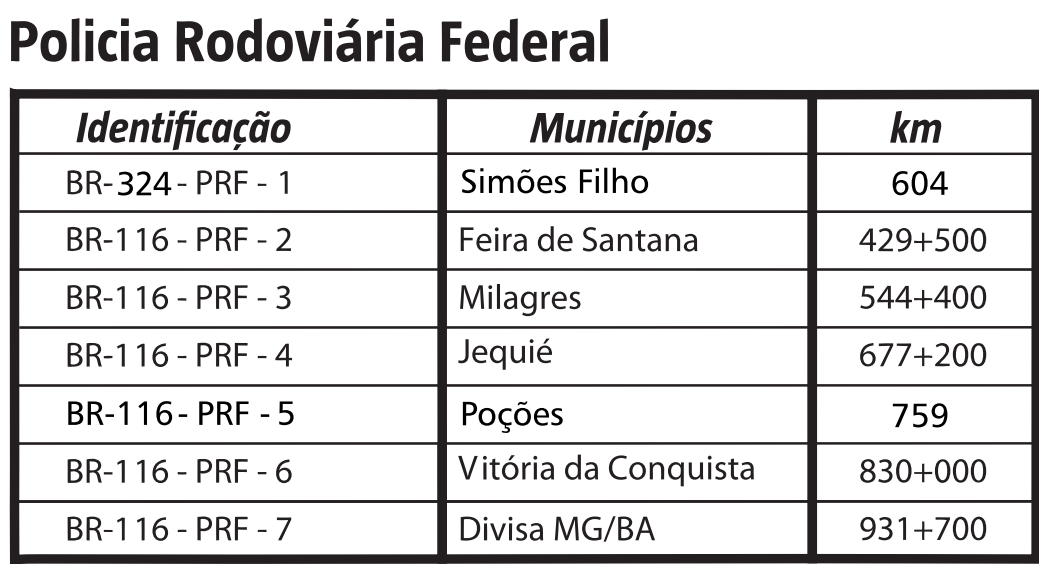 Policia Rodoviária Federal
Identificação Municípios km
BR-324 - PRF - 1 Simões Filho 604
BR-116 - PRF - 2 Feira de Santana 429+500
BR-116 - PRF - 3 Milagres 544+400
BR-116 - PRF - 4 Jequié 677+200
BR-116 - PRF - 5 Poções 759
BR-116 - PRF - 6 Vitória da Conquista 830+000
BR-116 - PRF - 7 Divisa MG/BA 931+700